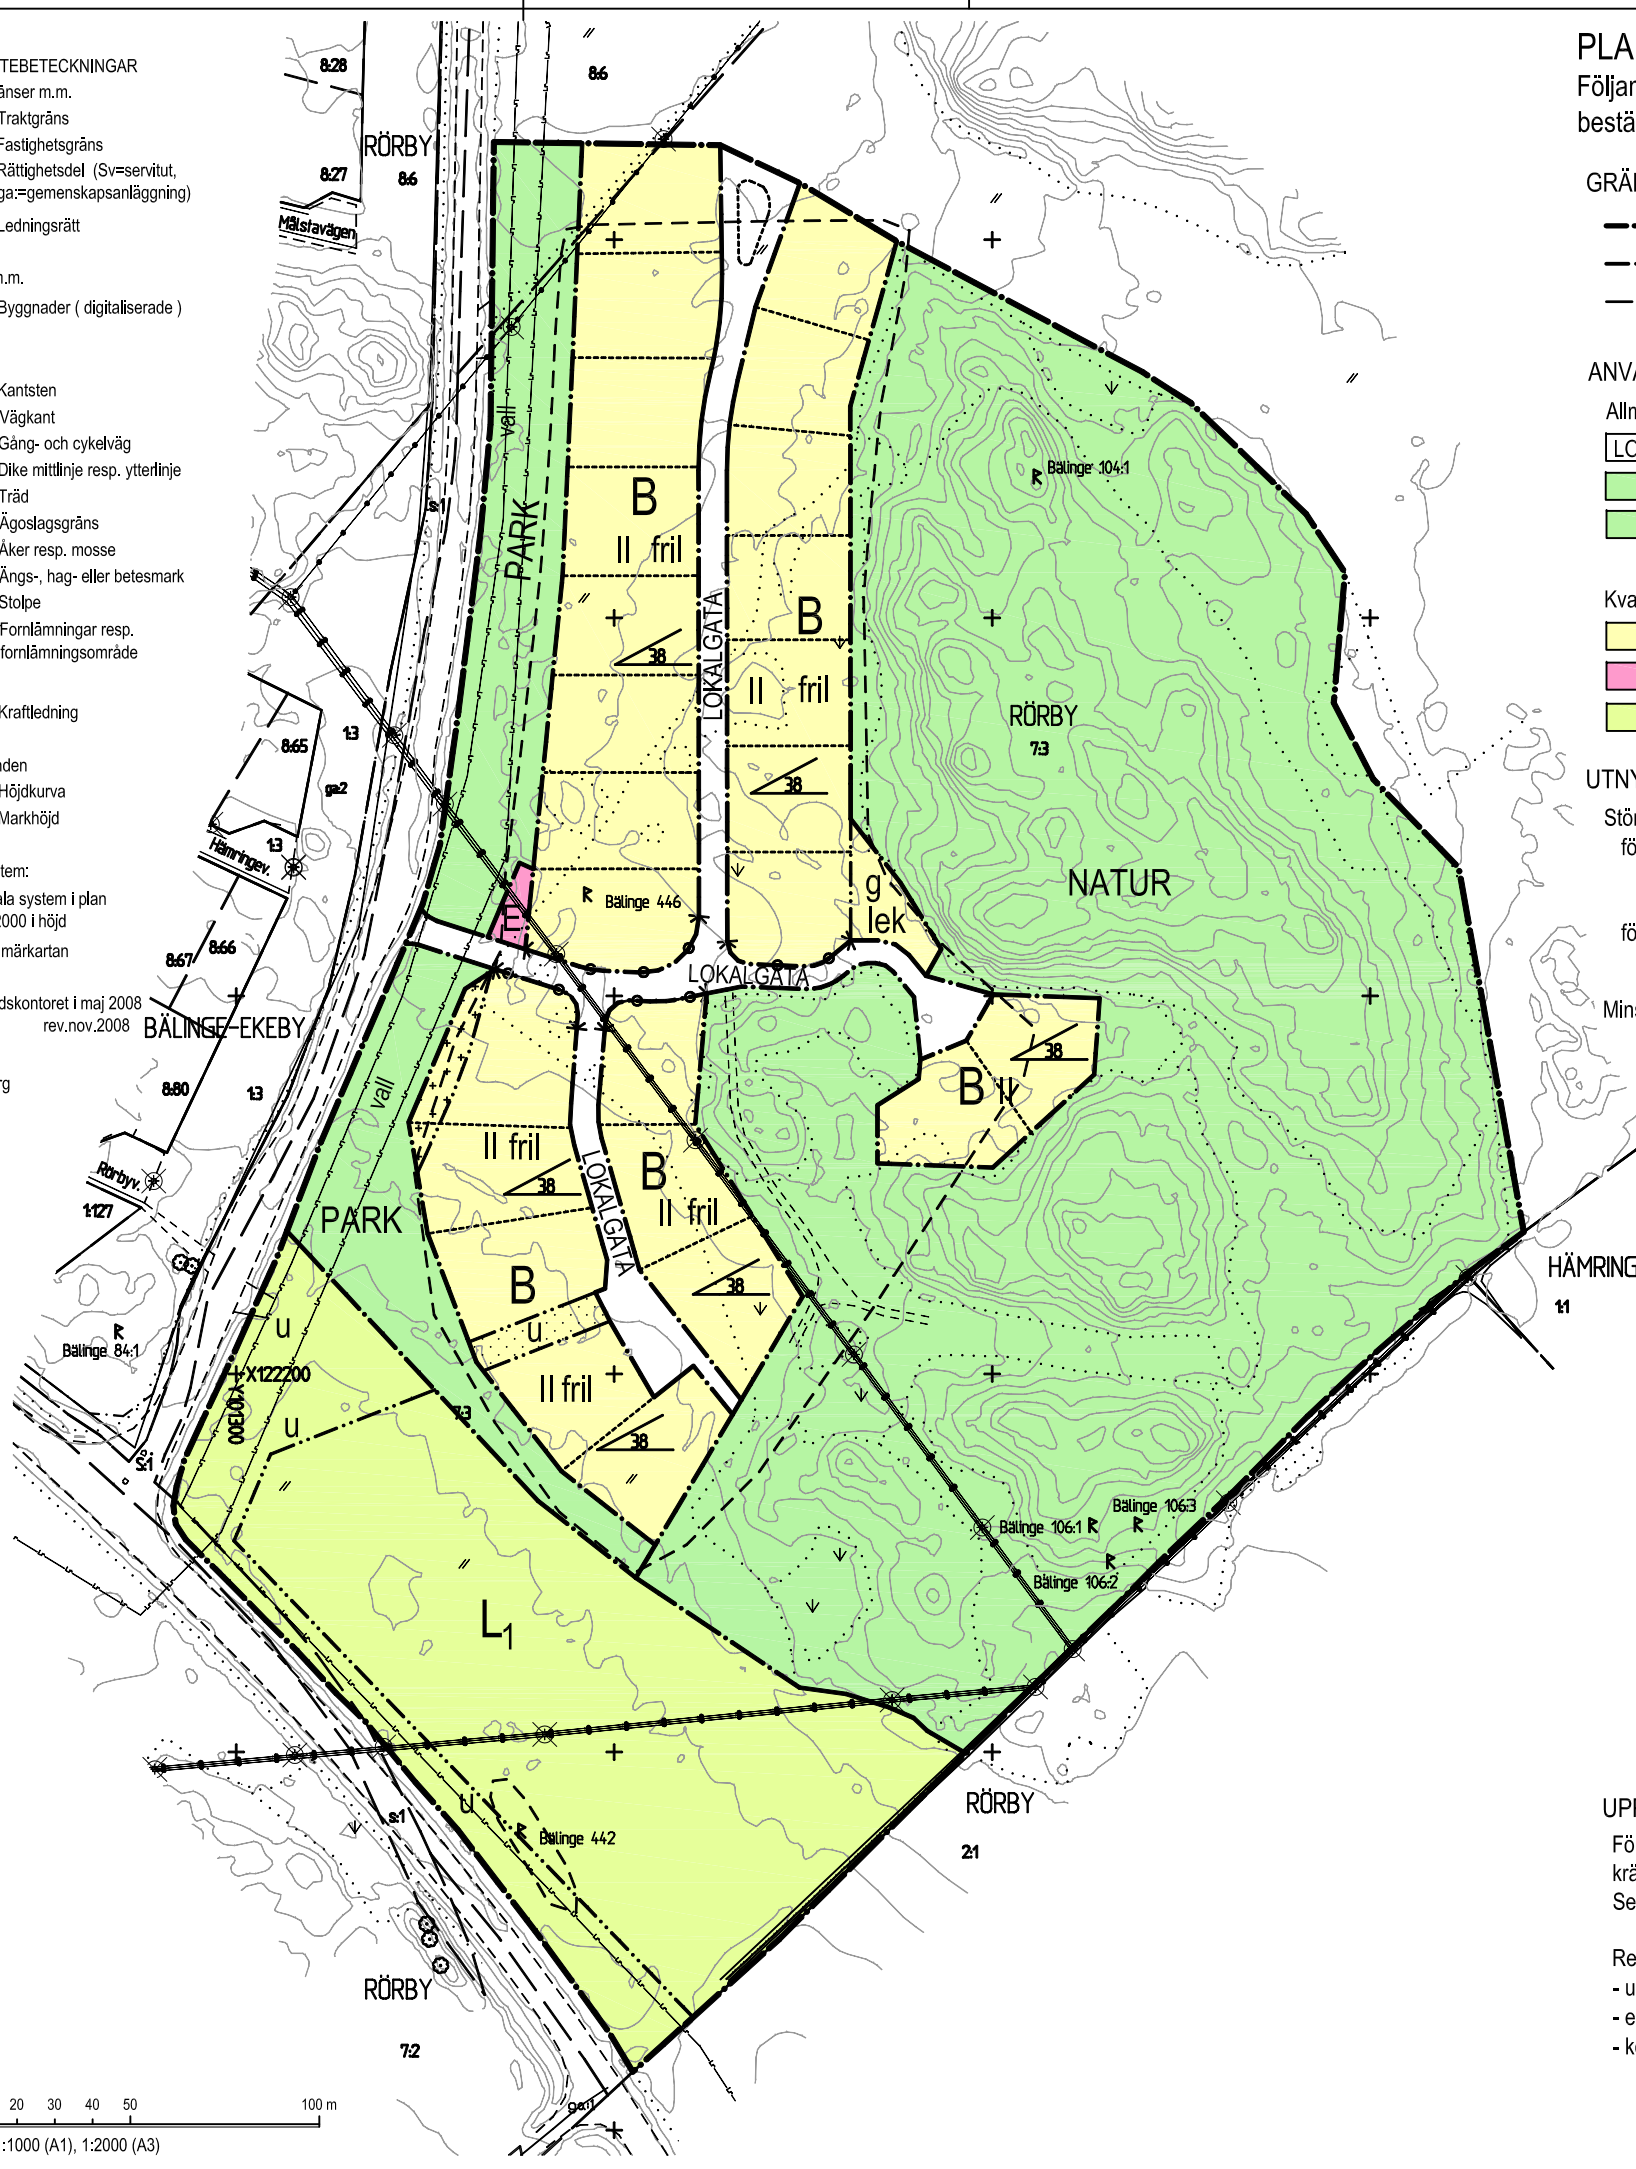 TEBETECKNINGAR
änser m.m.
Traktgräns
Fastighetsgräns
Rättighetsdel (Sv=servitut,
ga:=gemenskapsanläggning)
Ledningsrätt
n.m.
Byggnader ( digitaliserade )
Kantsten
Vägkant
Gång- och cykelväg
Dike mittlinje resp. ytterlinje
Träd
Ägoslagsgräns
Åker resp. mosse
Ängs-, hag- eller betesmark
Stolpe
Fornlämningar resp.
fornlämningsområde
Kraftledning
nden
Höjdkurva
Markhöjd
tem:
ala system i plan
2000 i höjd
märkartan
dskontoret i maj 2008
rev.nov.2008
rg
8:28
8:6
RÖRBY
8:6
8:27
Målstavägen
vall
PARK
s:1
B
II fril
38
LOKALGATA
B
II fril
38
Bälinge 104:1
RÖRBY
7:3
NATUR
8:65
1:3
ga:2
1:3
Hämringev.
8:66
8:67
BÄLINGE-EKEBY
8:80
1:3
Rörbyv.
1:127
E
Bälinge 446
g
lek
LOKALGATA
B II
38
vall
PARK
II fril
38
LOKALGATA
B
II fril
38
B
u
II fril
38
u
u
X122200
Y101300
7:3
Bälinge 84:1
S:1
L1
Bälinge 106:1
Bälinge 106:3
Bälinge 106:2
HÄMRING
1:1
u
Bälinge 442
s:1
RÖRBY
2:1
RÖRBY
7:2
ga:1
20 30 40 50 100 m
:1000 (A1), 1:2000 (A3)
PLA
Följan
bestä
GRÄI
ANVA
Allm
LO
Kva
UTNY
Stör
fö
fö
Mins
UPP
Fö
krä
Se
Re
- u
- e
- k